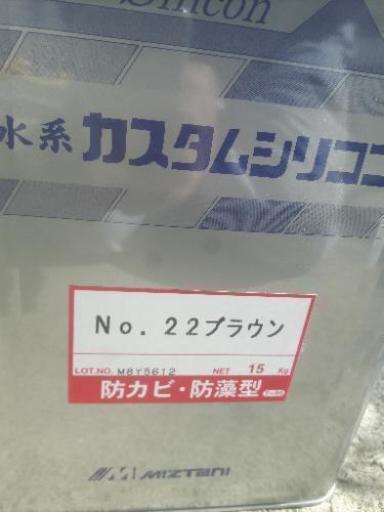 Silicon
水系 カスタムシリコ
No. 22ブラウン
LOT.NO. M8Y5612 NET 15 Kg
防カビ・防藻型
MIZTANI